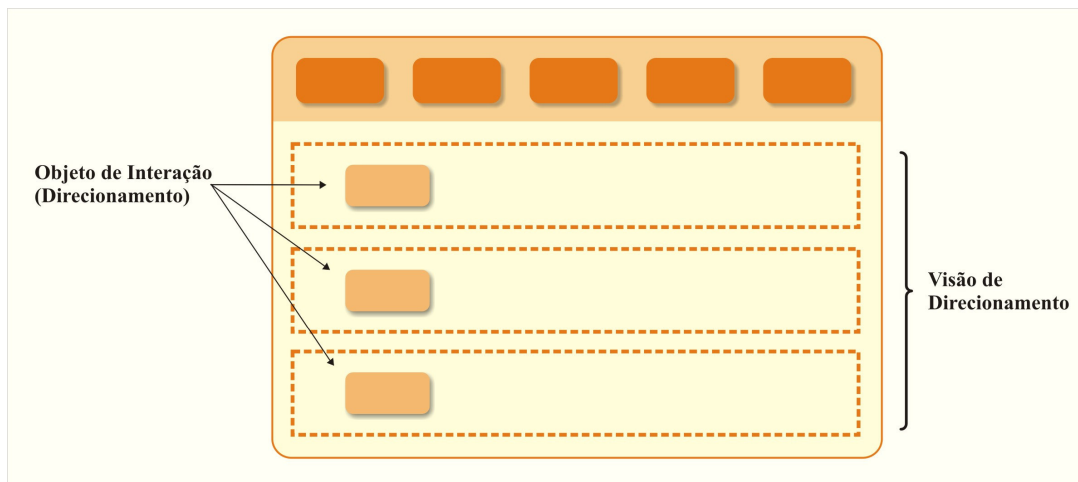 Objeto de Interação
(Direcionamento)
Visão de
Direcionamento